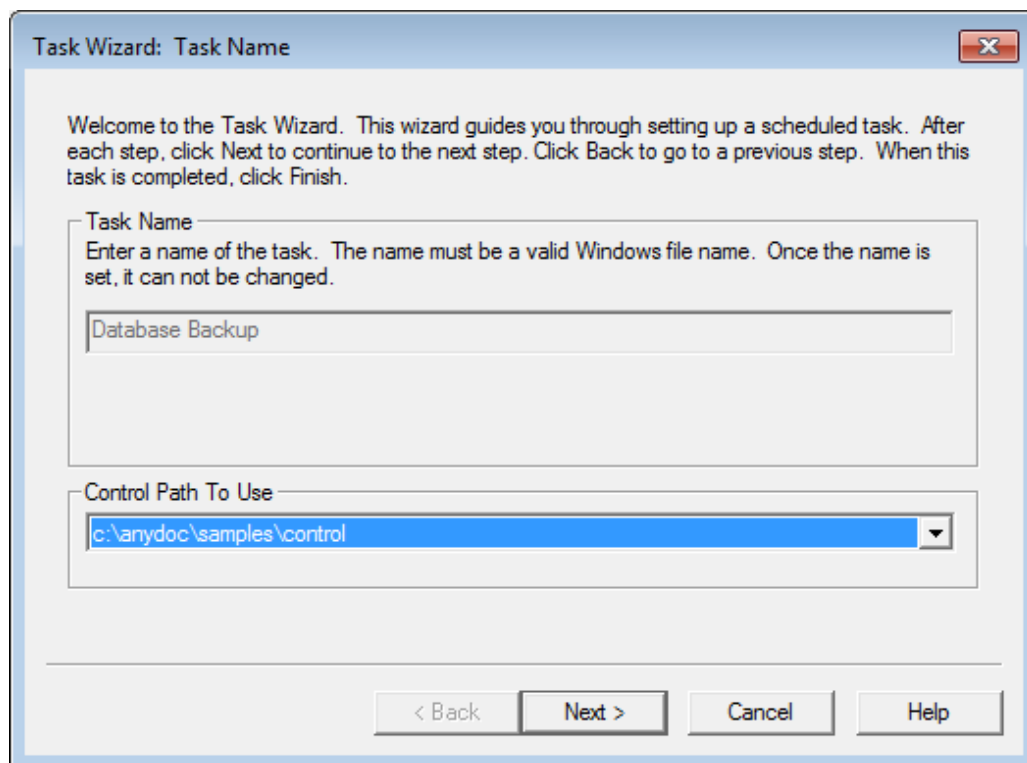 Task Wizard:  Task Name
Welcome to the Task Wizard.  This wizard guides you through setting up a scheduled task.  After
each step, click Next to continue to the next step. Click Back to go to a previous step.  When this
task is completed, click Finish.
Task Name
Enter a name of the task.  The name must be a valid Windows file name.  Once the name is
set, it can not be changed.
Database Backup
Control Path To Use
c:\anydoc\samples\control
< Back
Next >
Cancel
Help